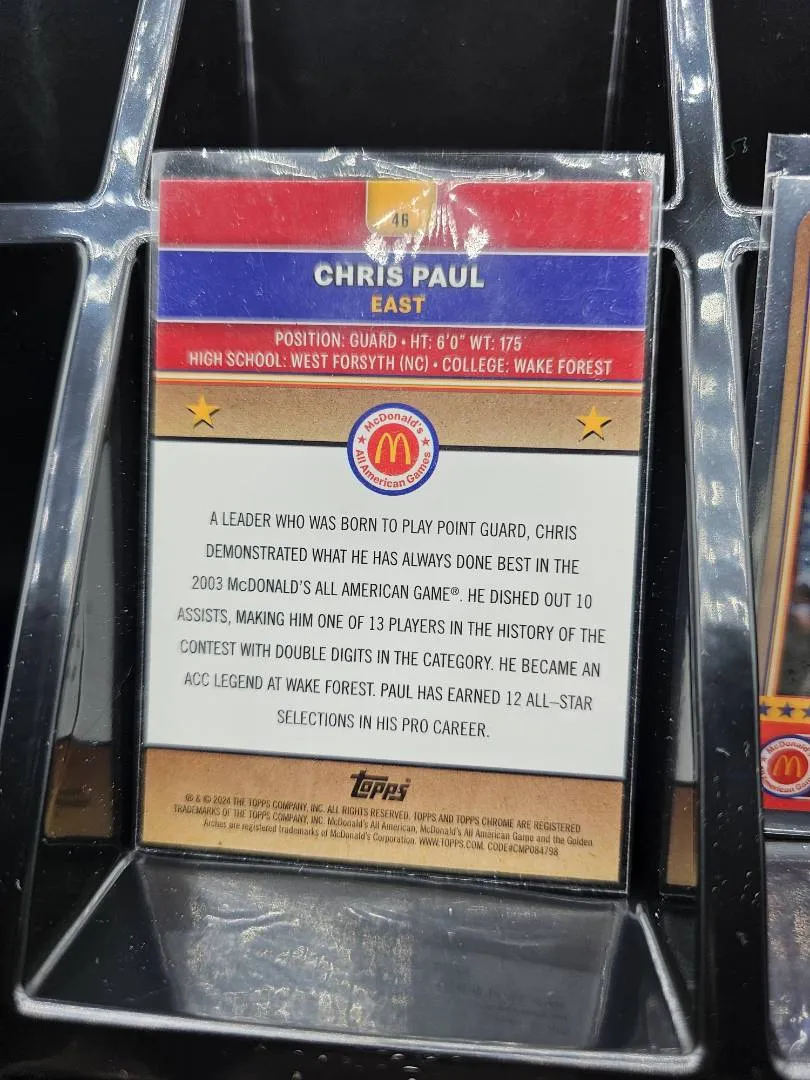 46
CHRIS PAUL
EAST
POSITION: GUARD • HT: 6'0" WT: 175
HIGH SCHOOL: WEST FORSYTH (NC) • COLLEGE: WAKE FOREST
McDonald's
M
All American Games
A LEADER WHO WAS BORN TO PLAY POINT GUARD, CHRIS
DEMONSTRATED WHAT HE HAS ALWAYS DONE BEST IN THE
2003 McDONALD'S ALL AMERICAN GAME®. HE DISHED OUT 10
ASSISTS, MAKING HIM ONE OF 13 PLAYERS IN THE HISTORY OF THE
CONTEST WITH DOUBLE DIGITS IN THE CATEGORY. HE BECAME AN
ACC LEGEND AT WAKE FOREST. PAUL HAS EARNED 12 ALL–STAR
SELECTIONS IN HIS PRO CAREER.
topps
® & © 2024 THE TOPPS COMPANY, INC. ALL RIGHTS RESERVED. TOPPS AND TOPPS CHROME ARE REGISTERED
TRADEMARKS OF THE TOPPS COMPANY, INC. McDonald's All American, McDonald's All American Game and the Golden
Arches are registered trademarks of McDonald's Corporation. WWW.TOPPS.COM. CODE#CMP084798
McDonald
M